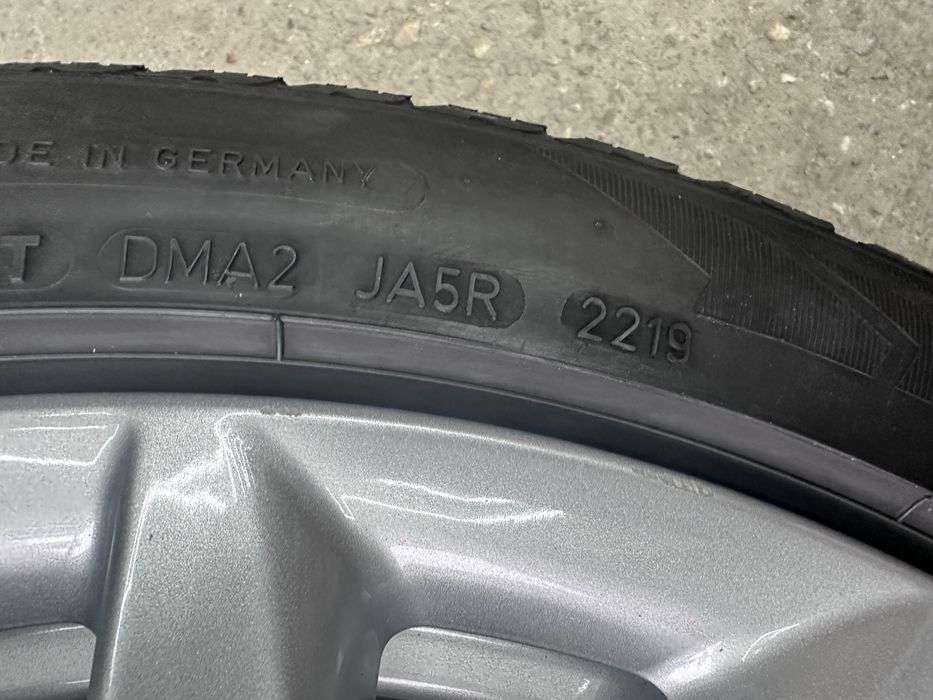 DE IN GERMANY
T DMA2 JA5R 2219